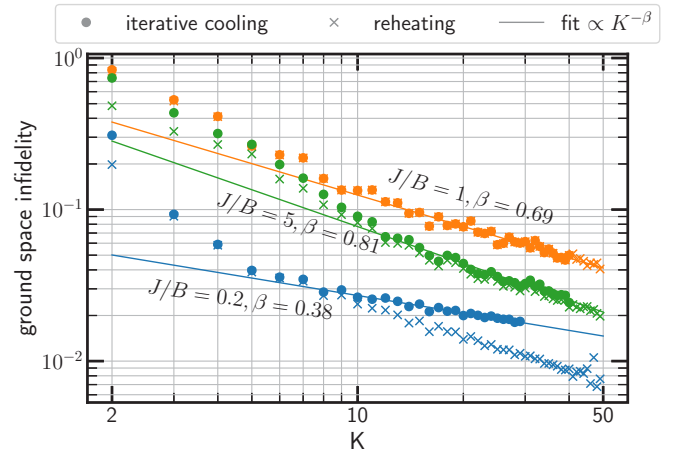 iterative cooling reheating fit ∝ K^{−β}
10^0
10^{−1}
10^{−2}
ground space infidelity
J/B = 1, β = 0.69
J/B = 5, β = 0.81
J/B = 0.2, β = 0.38
2 10 50
K